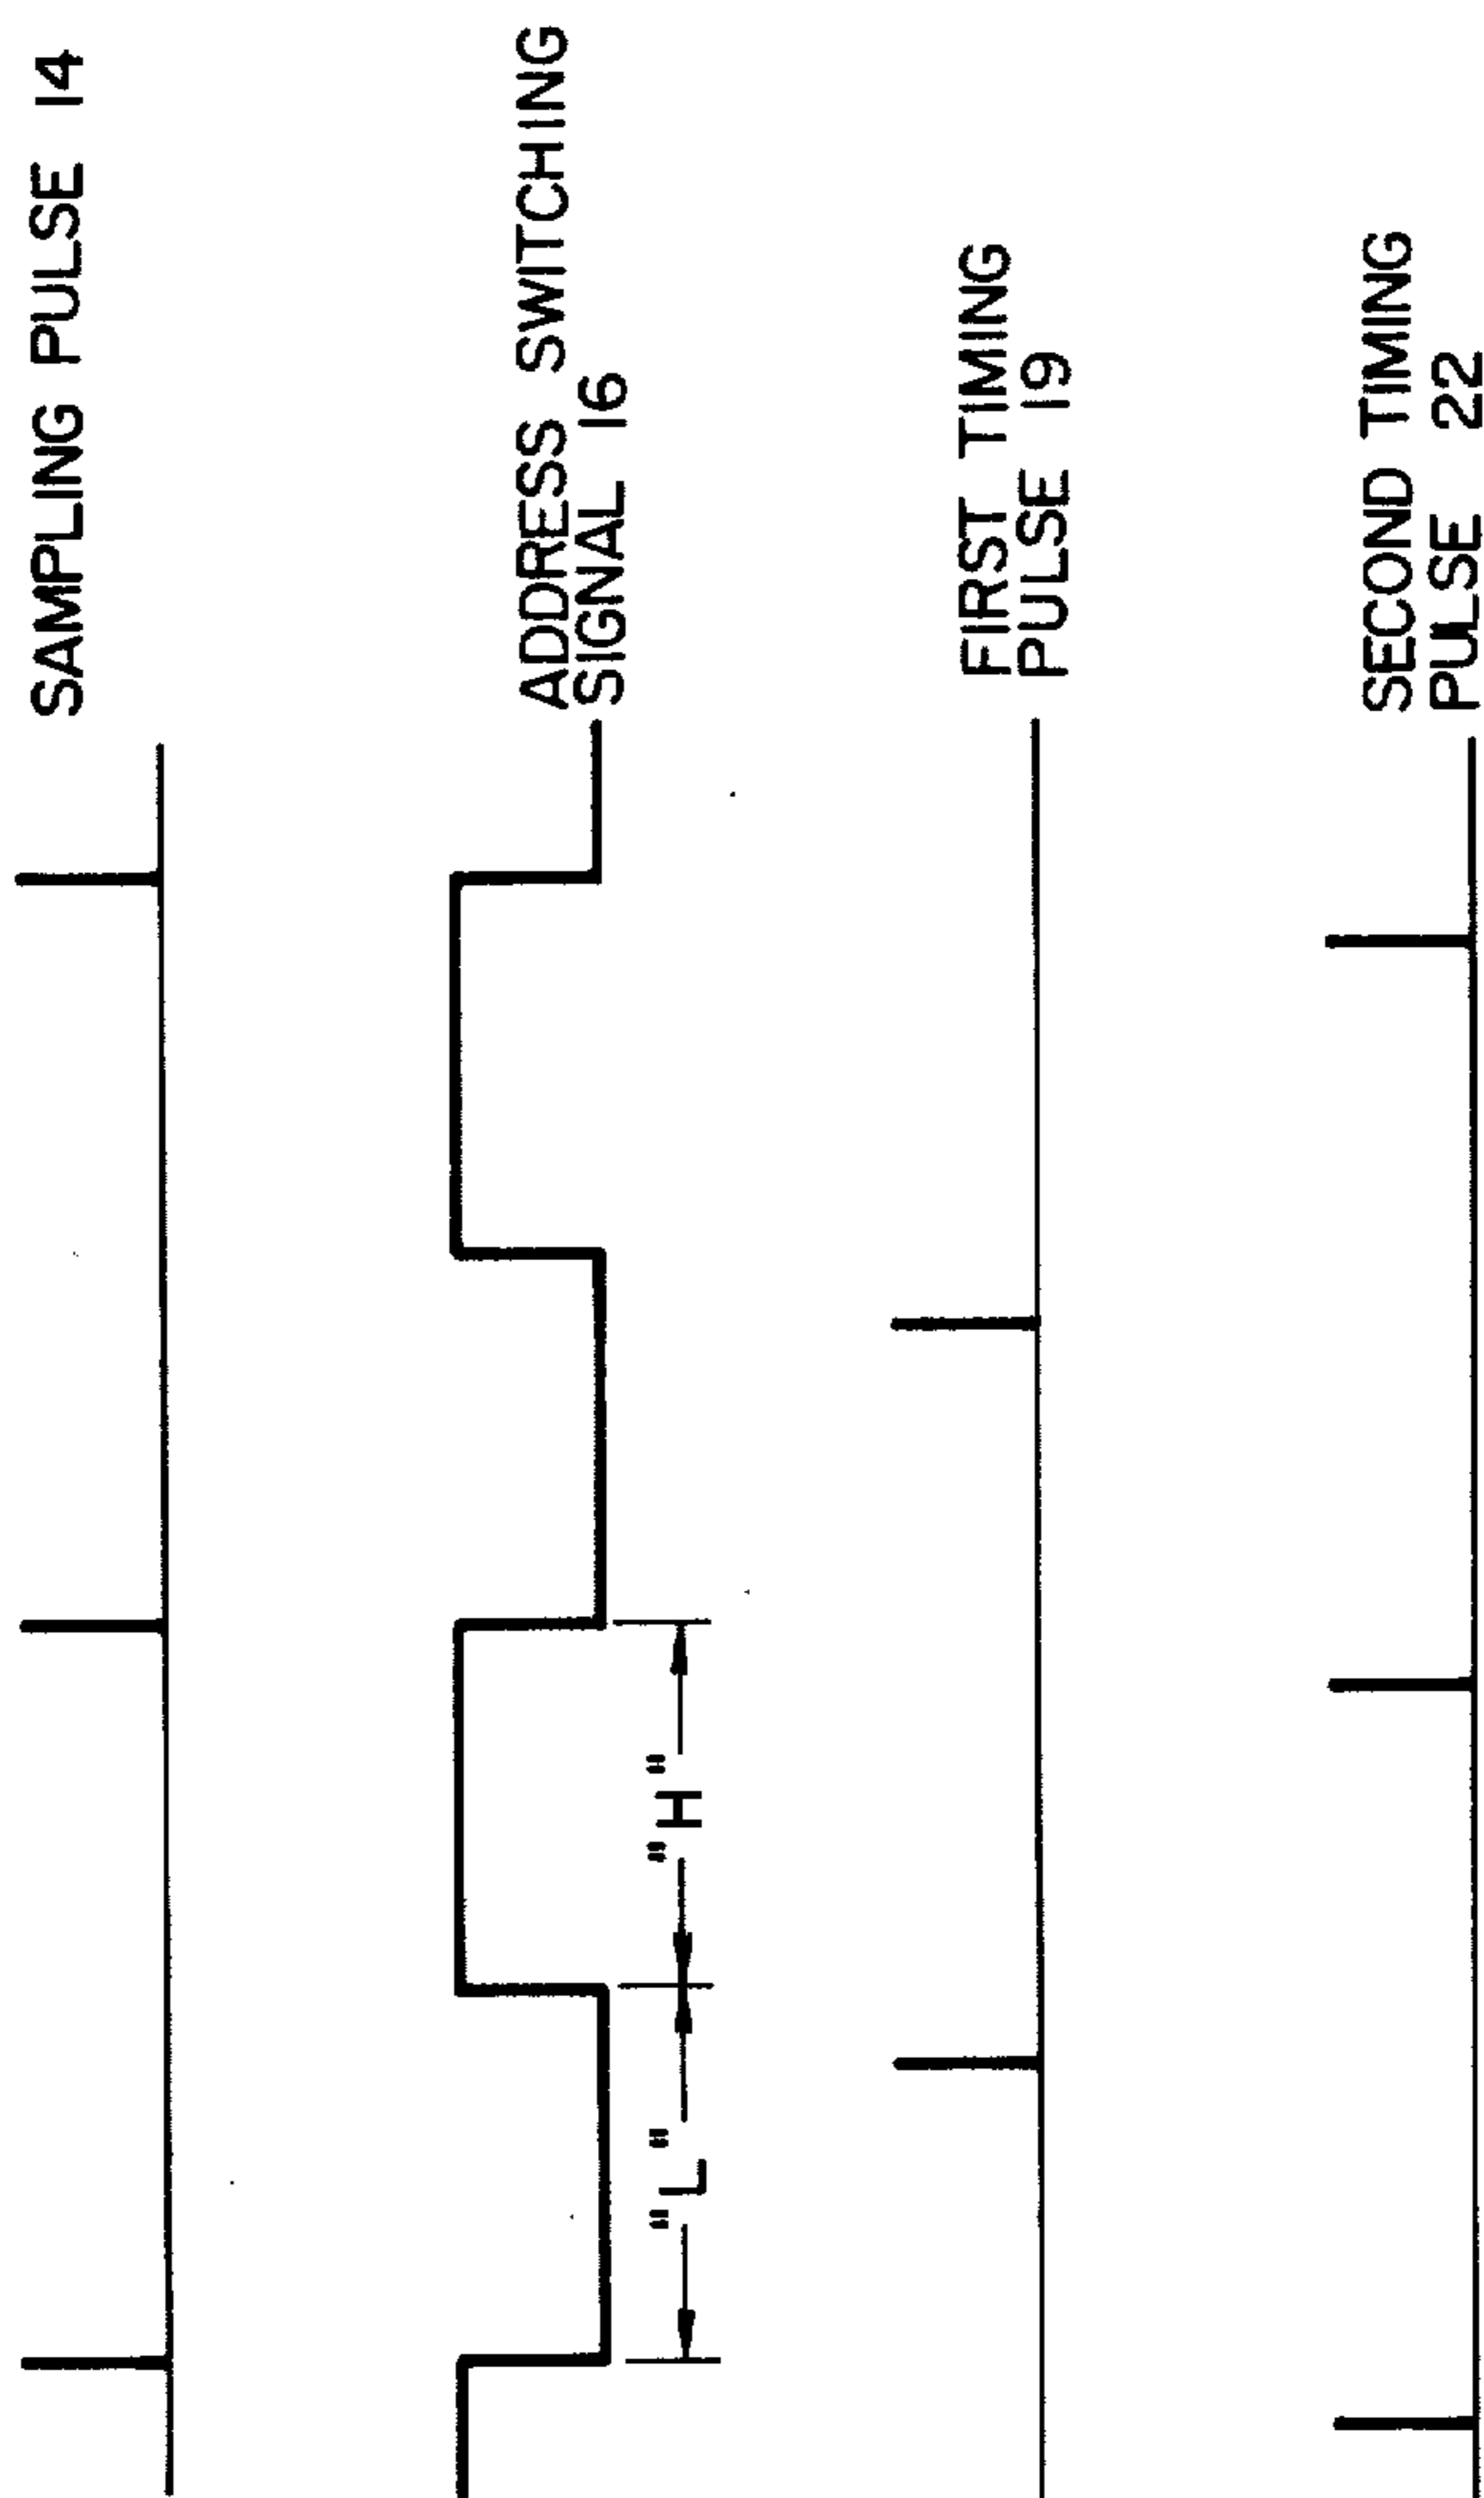 SAMPLING PULSE 14
ADDRESS SWITCHING
SIGNAL 16
"L" "H"
FIRST TIMING
PULSE 19
SECOND TIMING
PULSE 22